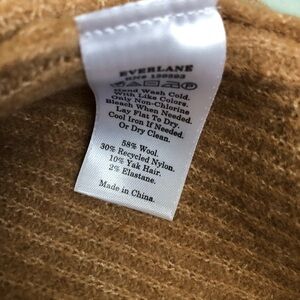 EVERLANE
Hand Wash Cold.
With Like Colors.
Only Non-Chlorine
Bleach When Needed.
Lay Flat To Dry.
Cool Iron If Needed.
Or Dry Clean.
58% Wool.
30% Recycled Nylon.
10% Yak Hair.
2% Elastane.
Made in China.